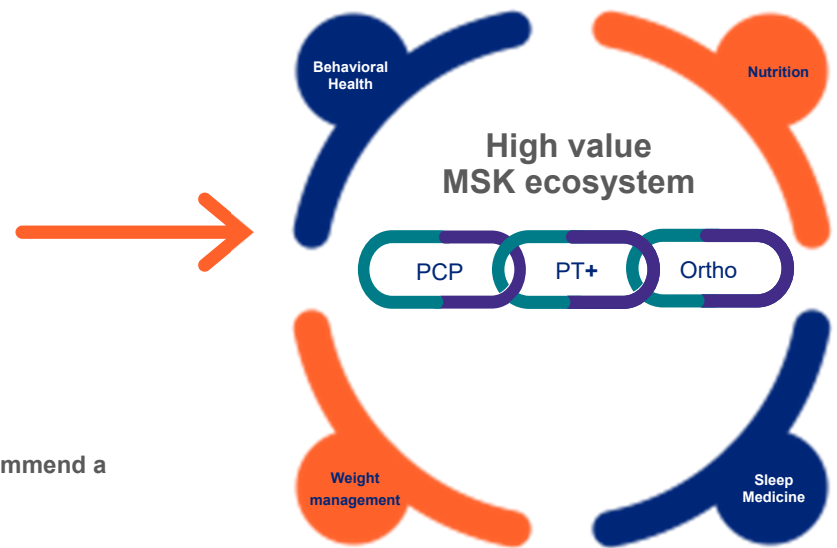 Behavioral
Health
Nutrition
High value
MSK ecosystem
PCP
PT+
Ortho
mmend a
Weight
management
Sleep
Medicine